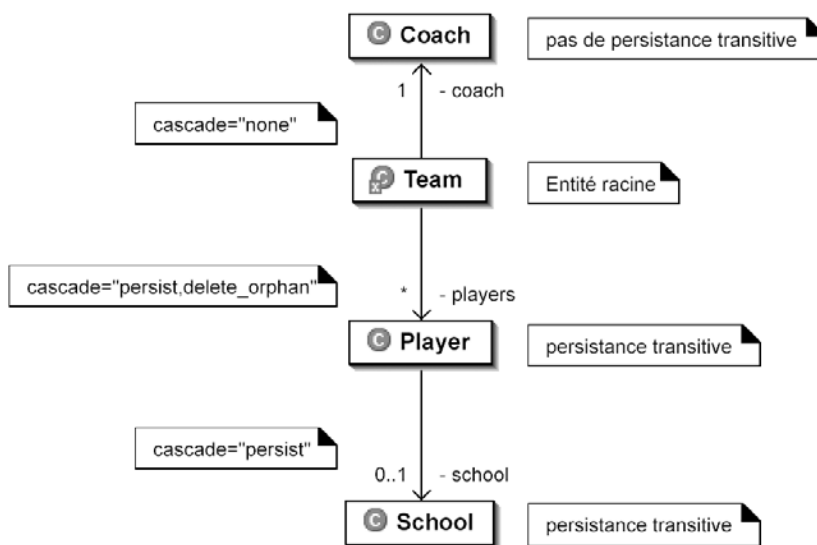 Coach
pas de persistance transitive
1 - coach
cascade="none"
Team
Entité racine
cascade="persist,delete_orphan"
* - players
Player
persistance transitive
cascade="persist"
0..1 - school
School
persistance transitive